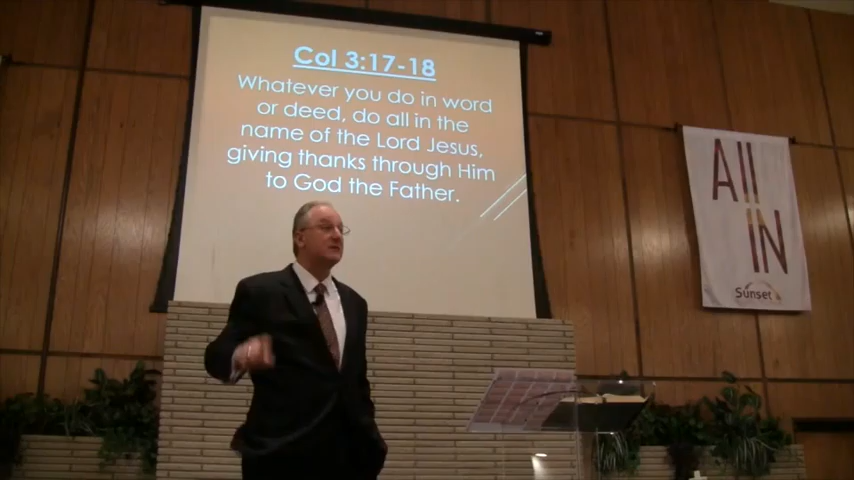 Col 3:17-18
Whatever you do in word
or deed, do all in the
name of the Lord Jesus,
giving thanks through Him
to God the Father.
All
IN
Sunset